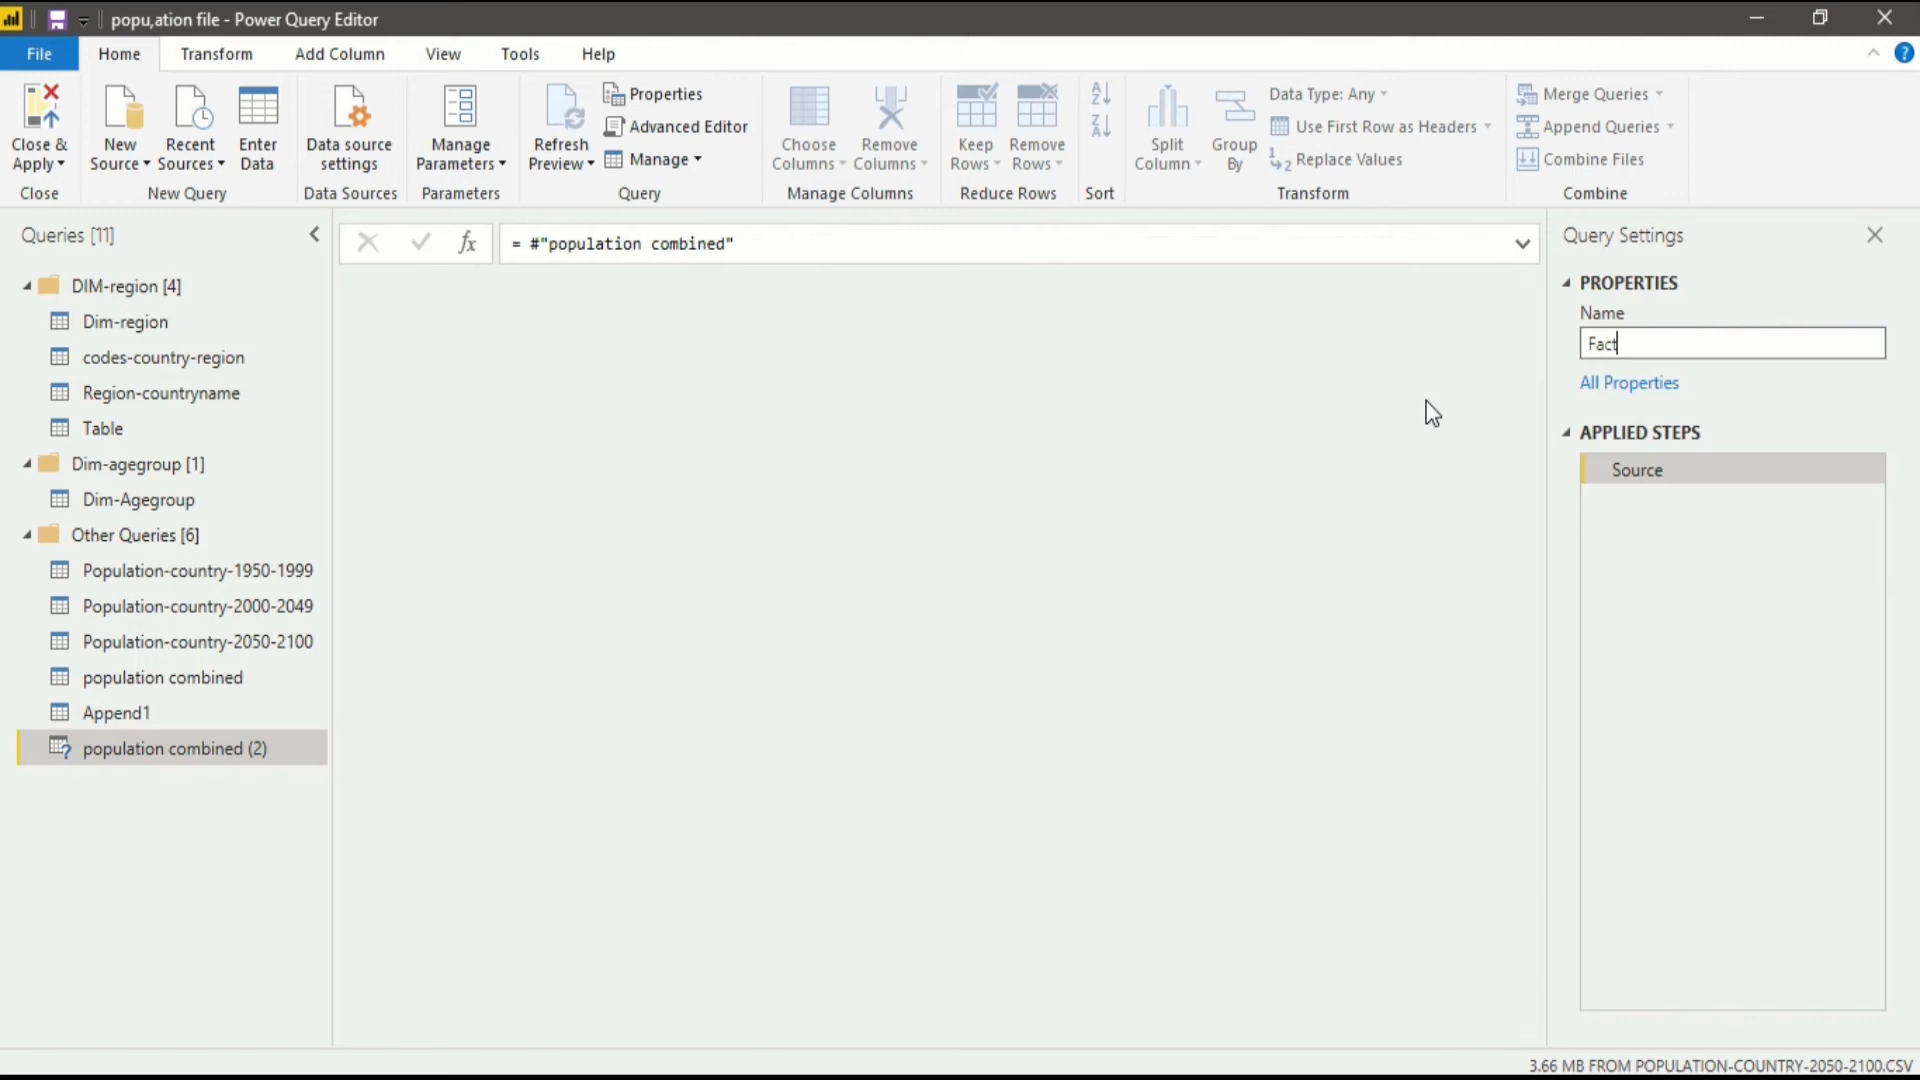 popu,ation file - Power Query Editor
File Home Transform Add Column View Tools Help
Close & Apply
Close
New Source
Recent Sources
Enter Data
New Query
Data source settings
Data Sources
Manage Parameters
Parameters
Refresh Preview
Properties
Advanced Editor
Manage
Query
Choose Columns
Remove Columns
Manage Columns
Keep Rows
Remove Rows
Reduce Rows
A
Z
Z
A
Sort
Split Column
Group By
Data Type: Any
Use First Row as Headers
1 2 Replace Values
Transform
Merge Queries
Append Queries
Combine Files
Combine
Queries [11]
DIM-region [4]
Dim-region
codes-country-region
Region-countryname
Table
Dim-agegroup [1]
Dim-Agegroup
Other Queries [6]
Population-country-1950-1999
Population-country-2000-2049
Population-country-2050-2100
population combined
Append1
population combined (2)
fx = #"population combined"
Query Settings
PROPERTIES
Name
Fact
All Properties
APPLIED STEPS
Source
3.66 MB FROM POPULATION-COUNTRY-2050-2100.CSV